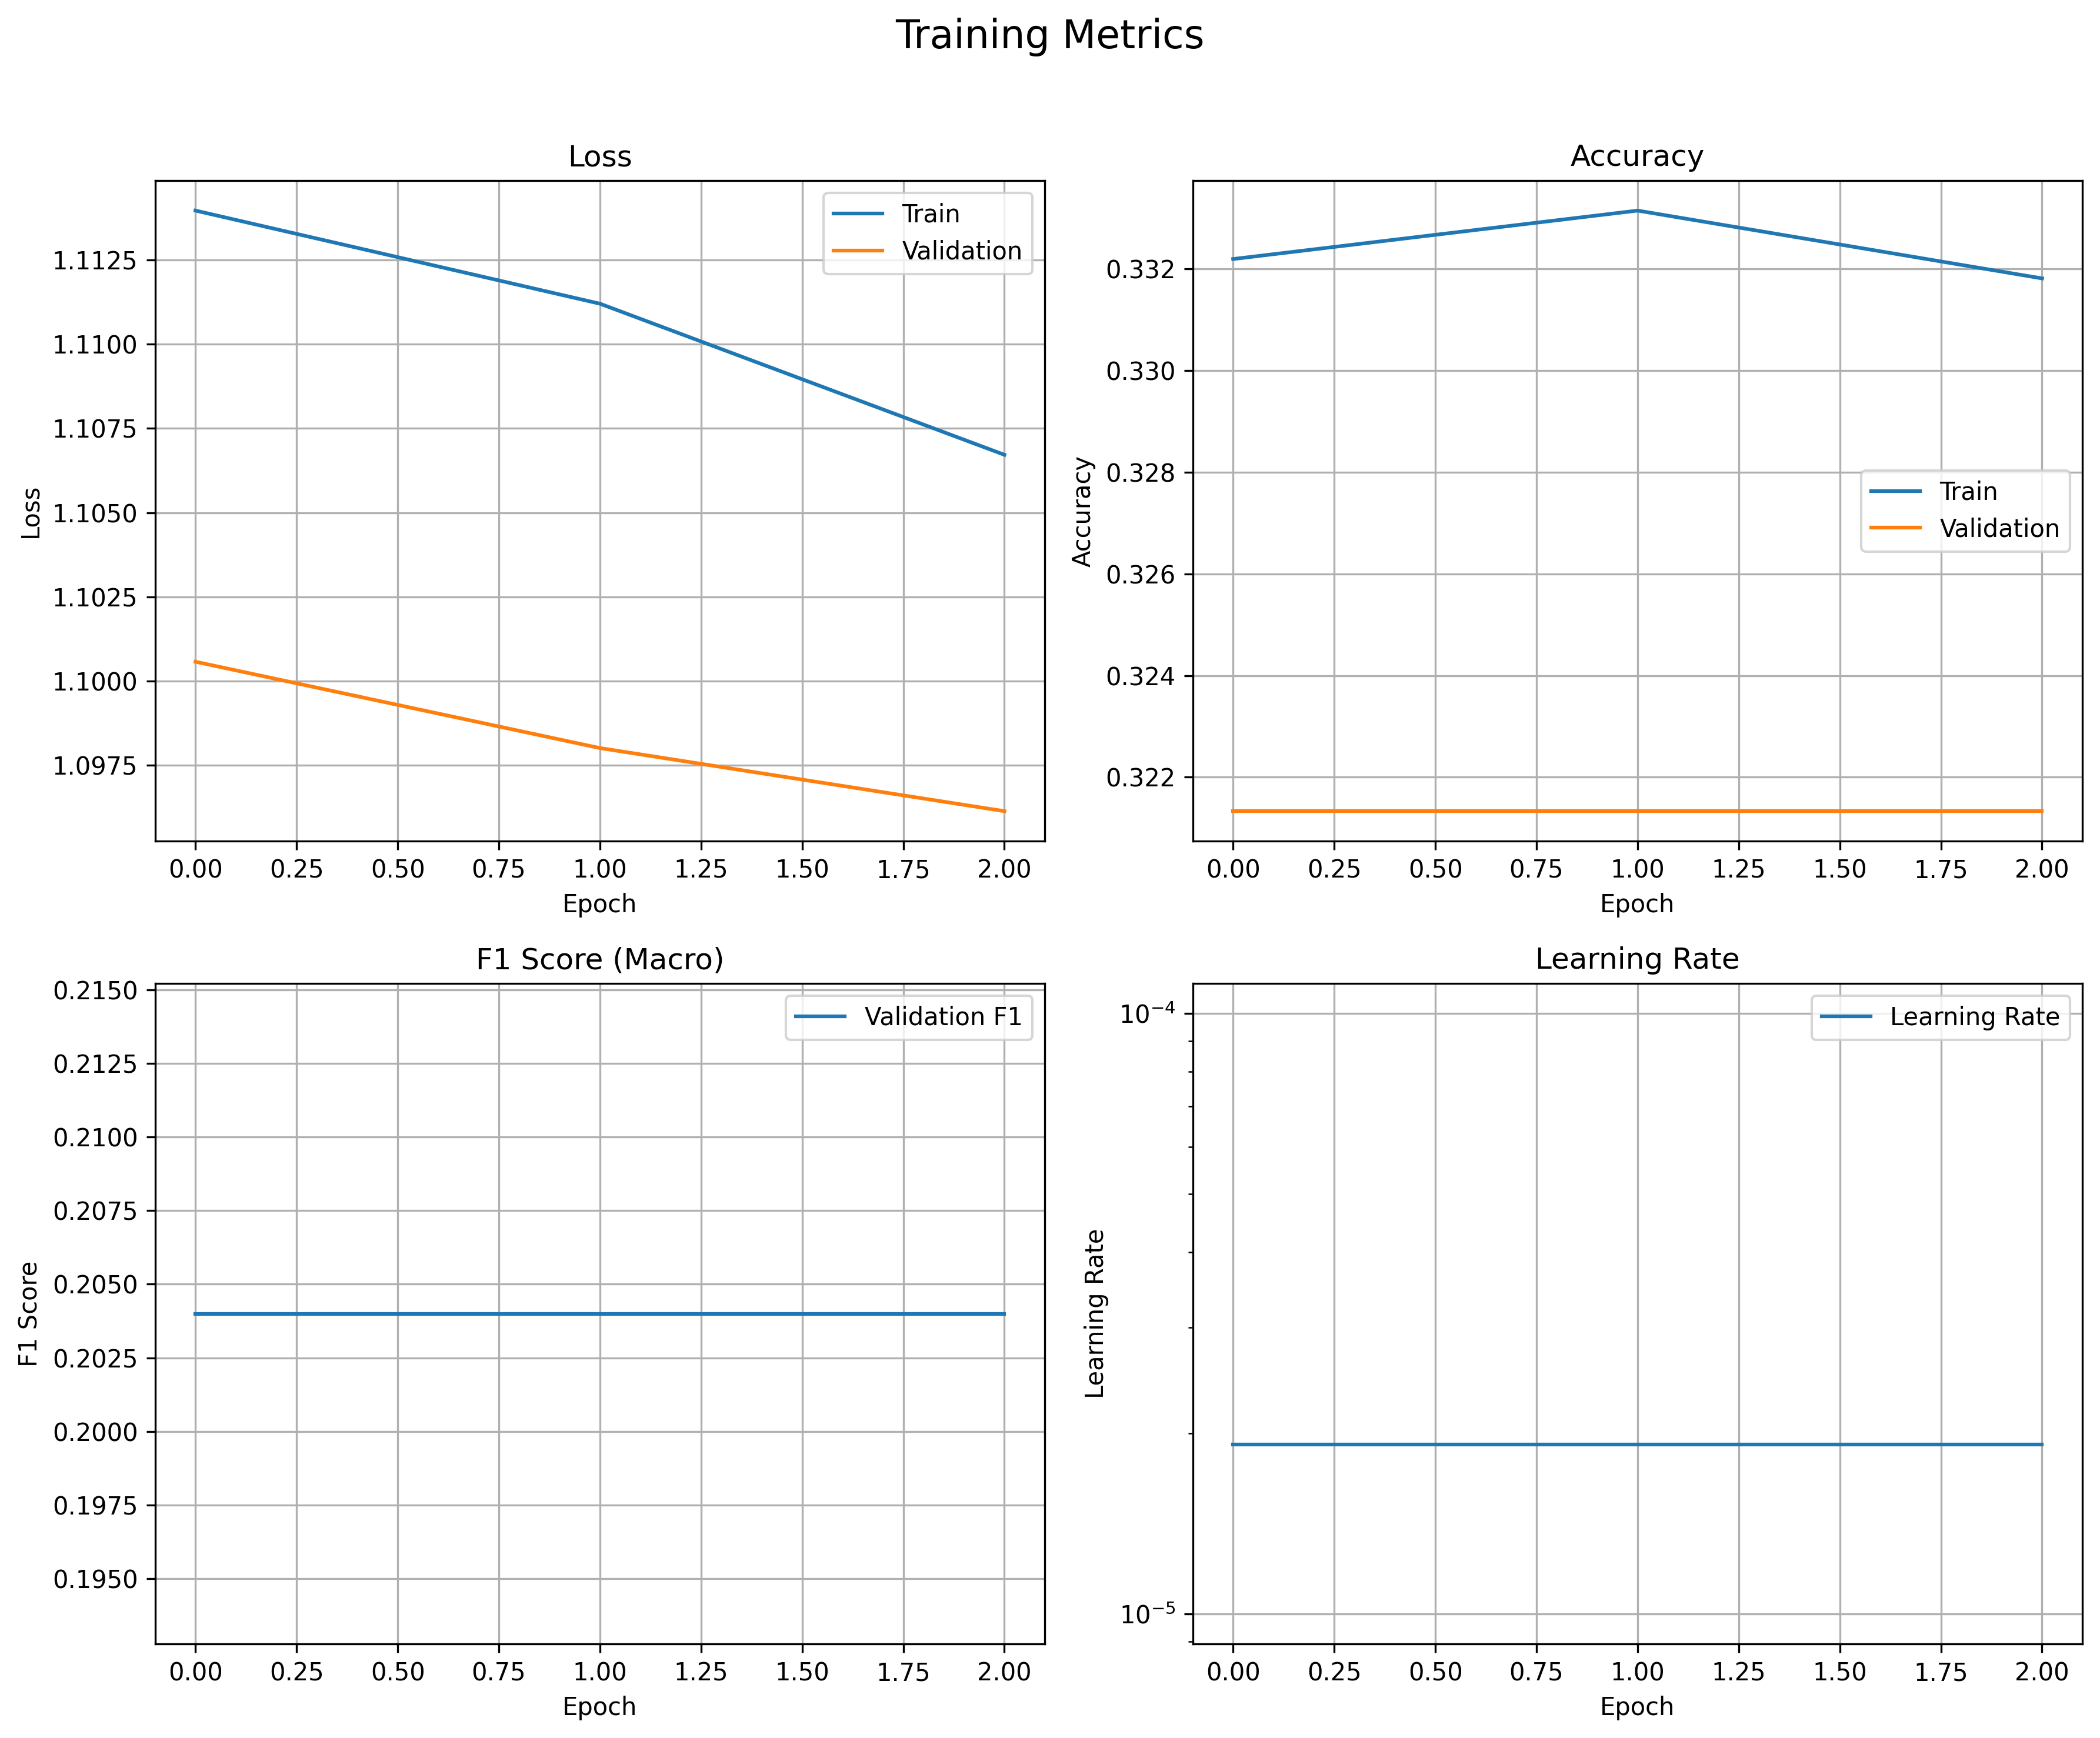 Training Metrics
Loss
1.1125
1.1100
1.1075
1.1050
1.1025
1.1000
1.0975
Loss
Train
Validation
0.00 0.25 0.50 0.75 1.00 1.25 1.50 1.75 2.00
Epoch
Accuracy
0.332
0.330
0.328
0.326
0.324
0.322
Accuracy
Train
Validation
0.00 0.25 0.50 0.75 1.00 1.25 1.50 1.75 2.00
Epoch
F1 Score (Macro)
0.2150
0.2125
0.2100
0.2075
0.2050
0.2025
0.2000
0.1975
0.1950
F1 Score
Validation F1
0.00 0.25 0.50 0.75 1.00 1.25 1.50 1.75 2.00
Epoch
Learning Rate
10⁻⁴
10⁻⁵
Learning Rate
Learning Rate
0.00 0.25 0.50 0.75 1.00 1.25 1.50 1.75 2.00
Epoch